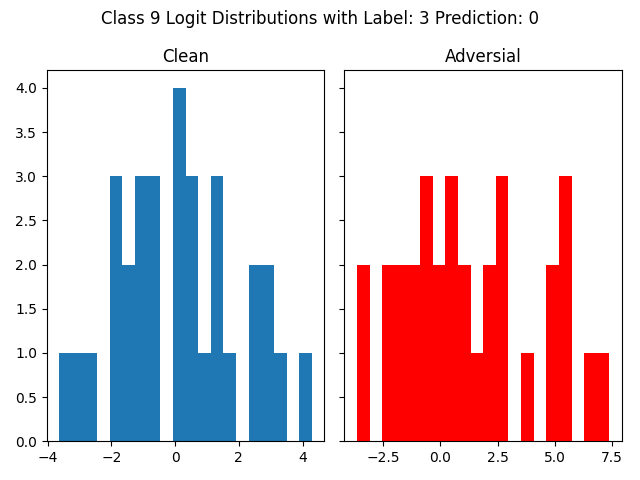 Class 9 Logit Distributions with Label: 3 Prediction: 0
Clean
Adversial
4.0
3.5
3.0
2.5
2.0
1.5
1.0
0.5
0.0
−4 −2 0 2 4
−2.5 0.0 2.5 5.0 7.5